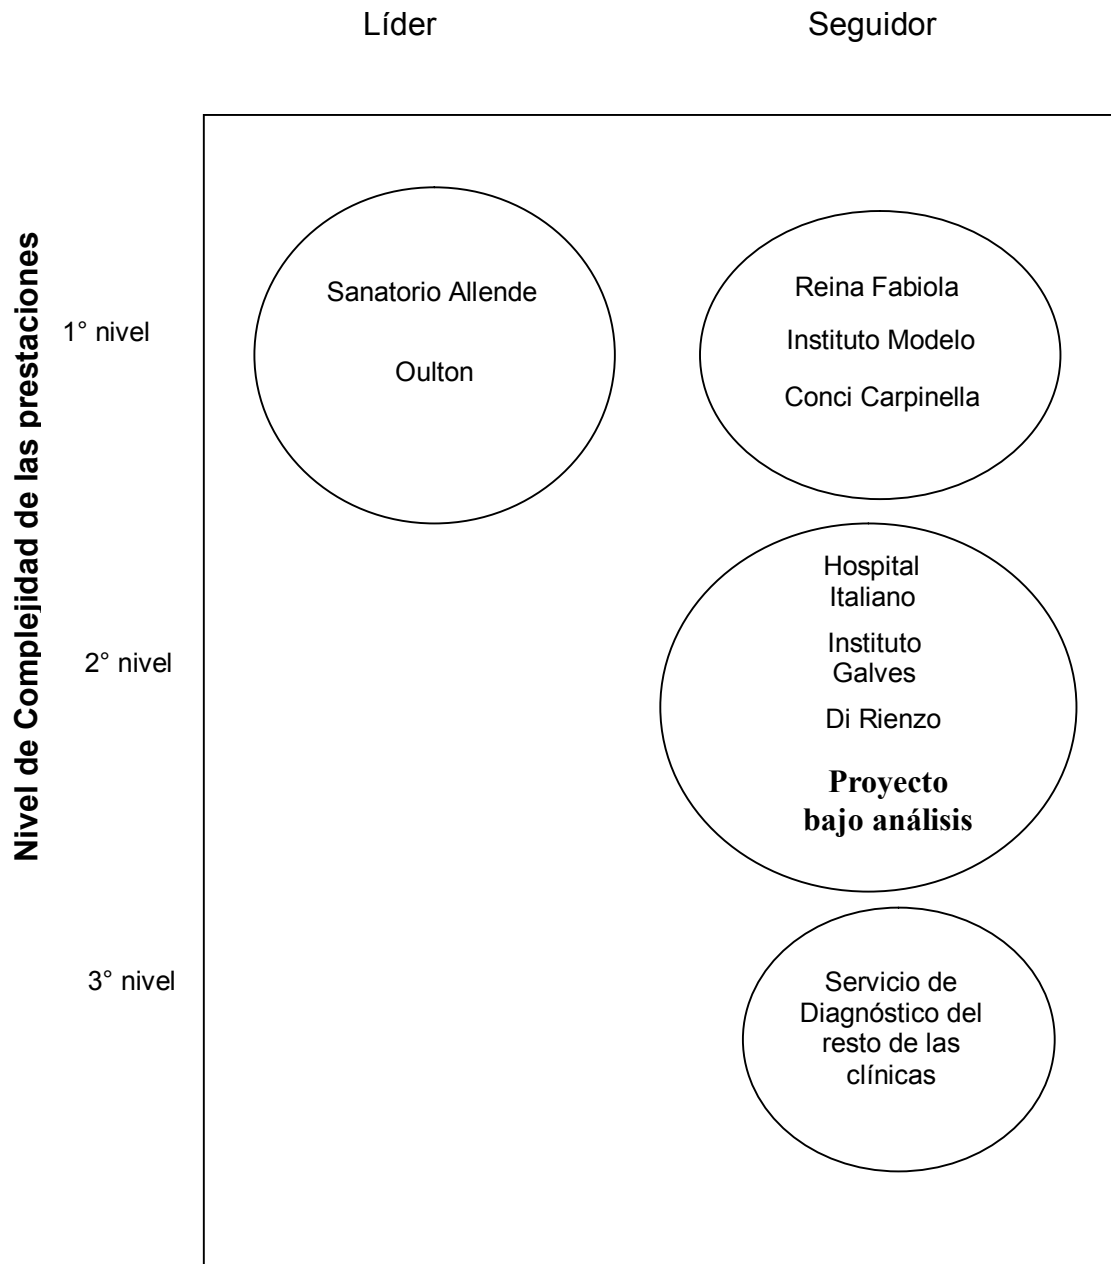 Líder
Seguidor
Nivel de Complejidad de las prestaciones
1° nivel
Sanatorio Allende
Oulton
Reina Fabiola
Instituto Modelo
Conci Carpinella
2° nivel
Hospital
Italiano
Instituto
Galves
Di Rienzo
Proyecto
bajo análisis
3° nivel
Servicio de
Diagnóstico del
resto de las
clínicas